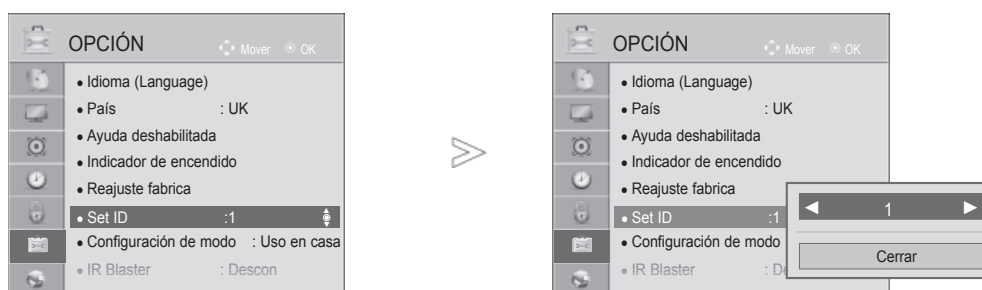 OPCIÓN Mover OK
• Idioma (Language)
• País : UK
• Ayuda deshabilitada
• Indicador de encendido
• Reajuste fabrica
• Set ID :1
• Configuración de modo : Uso en casa
• IR Blaster : Descon
OPCIÓN Mover OK
• Idioma (Language)
• País : UK
• Ayuda deshabilitada
• Indicador de encendido
• Reajuste fabrica
• Set ID :1
◄ 1 ►
• Configuración de modo
Cerrar
• IR Blaster : De